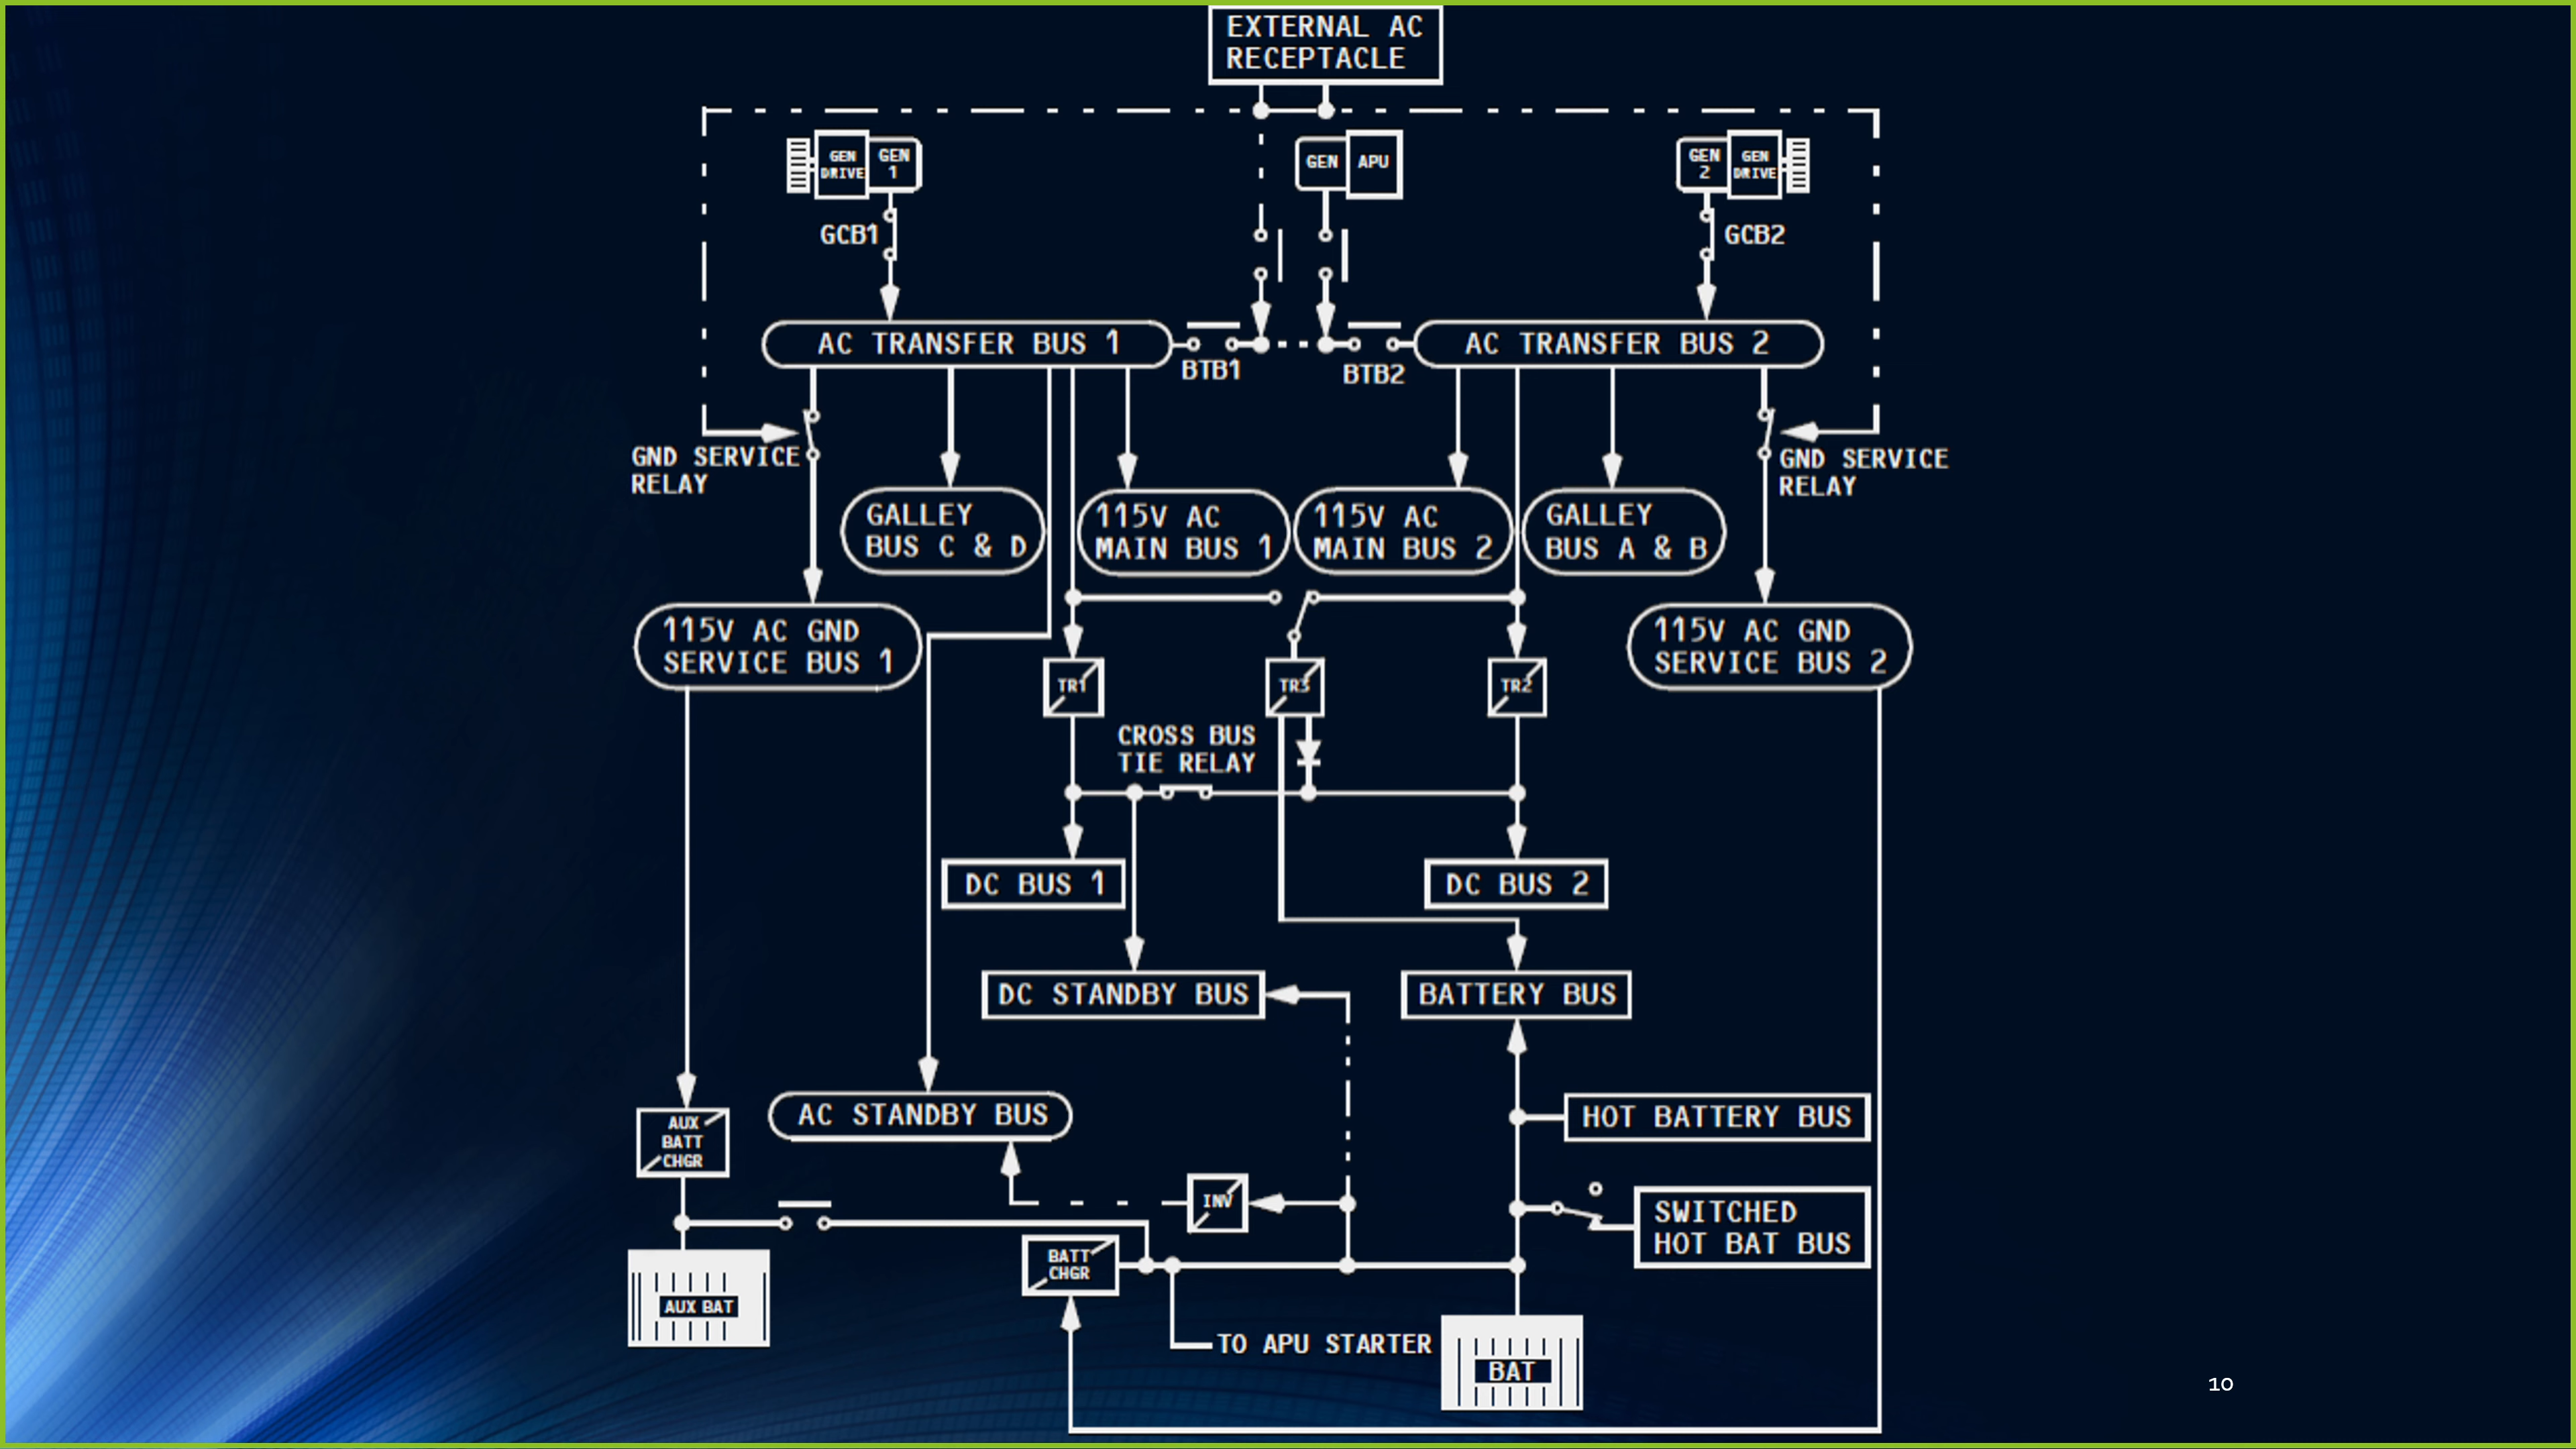 EXTERNAL AC
RECEPTACLE
GEN
DRIVE
GEN
1
GEN
APU
GEN
2
GEN
DRIVE
GCB1
GCB2
AC TRANSFER BUS 1
AC TRANSFER BUS 2
BTB1
BTB2
GND SERVICE
RELAY
GND SERVICE
RELAY
GALLEY
BUS C & D
115V AC
MAIN BUS 1
115V AC
MAIN BUS 2
GALLEY
BUS A & B
115V AC GND
SERVICE BUS 1
115V AC GND
SERVICE BUS 2
TR1
TR3
TR2
CROSS BUS
TIE RELAY
DC BUS 1
DC BUS 2
DC STANDBY BUS
BATTERY BUS
AC STANDBY BUS
HOT BATTERY BUS
AUX
BATT
CHGR
INV
SWITCHED
HOT BAT BUS
BATT
CHGR
AUX BAT
TO APU STARTER
BAT
10